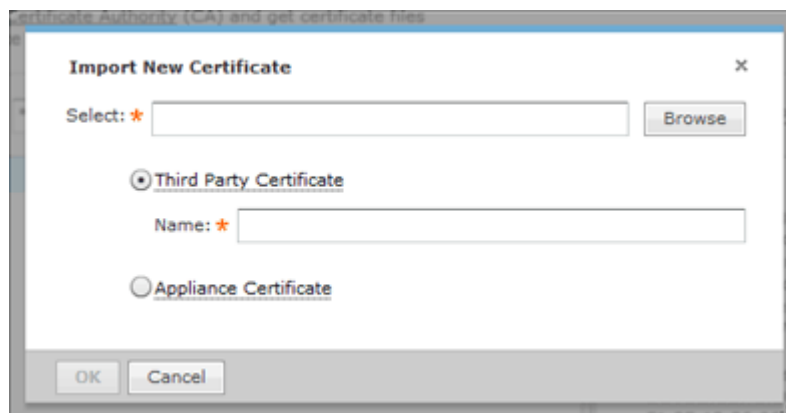 Certificate Authority (CA) and get certificate files
Import New Certificate ×
Select: * Browse
Third Party Certificate
Name: *
Appliance Certificate
OK Cancel